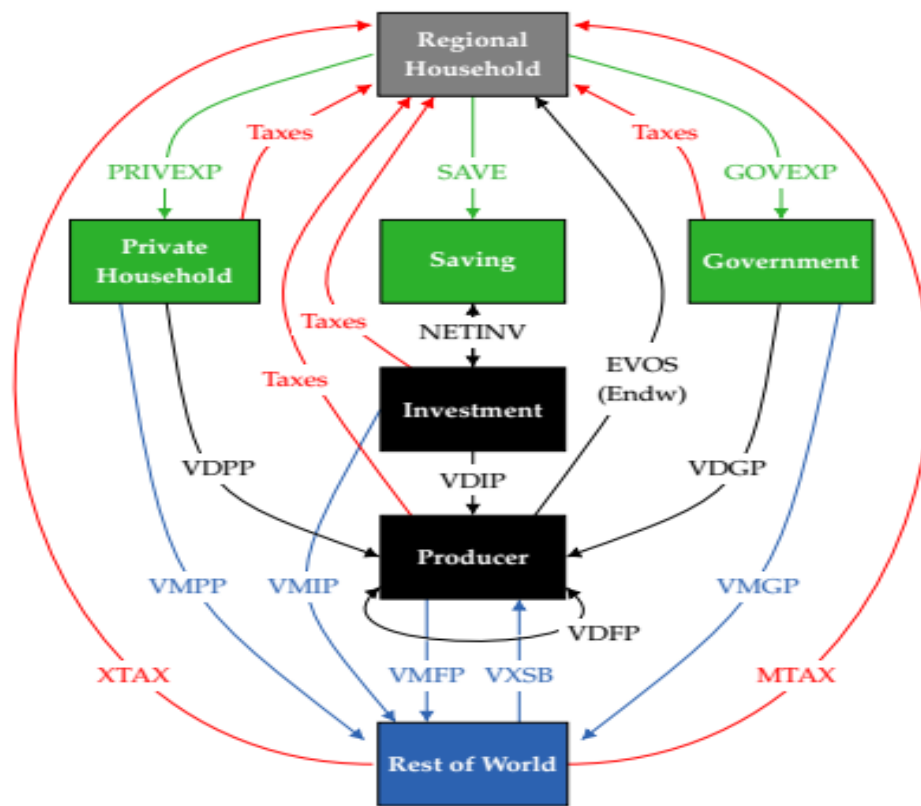 Regional
Household
Taxes
Taxes
PRIVEXP
SAVE
GOVEXP
Private
Household
Saving
Government
NETINV
Taxes
EVOS
(Endw)
Taxes
Investment
VDPP
VDIP
VDGP
Producer
VMPP
VMIP
VMGP
VDFP
XTAX
VMFP
VXSB
MTAX
Rest of World